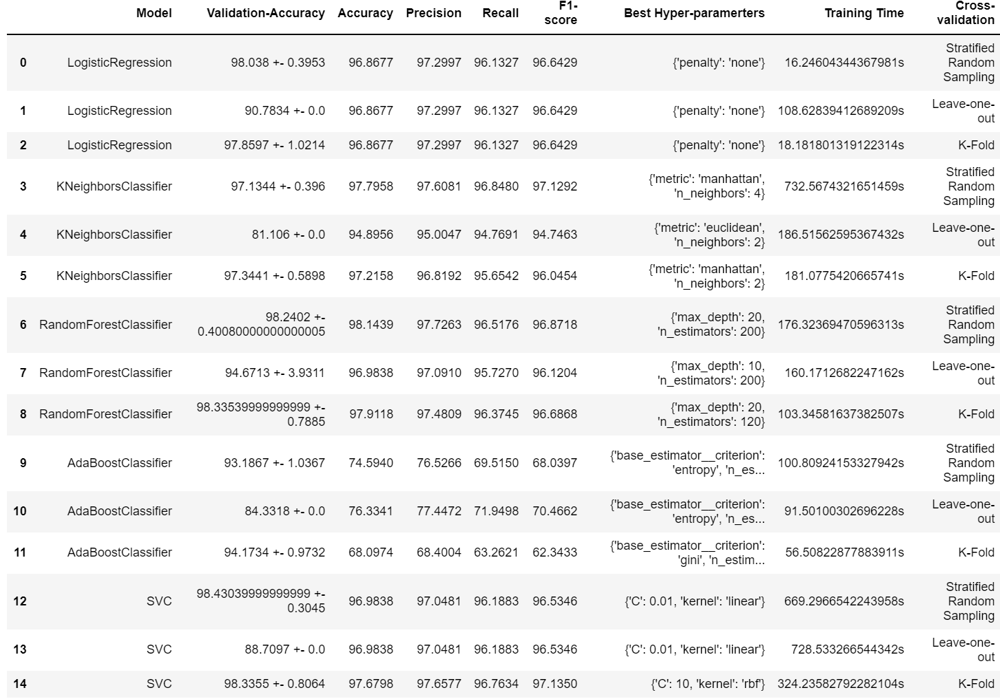 Model Validation-Accuracy Accuracy Precision Recall F1-score Best Hyper-paramerters Training Time Cross-validation
0 LogisticRegression 98.038 +- 0.3953 96.8677 97.2997 96.1327 96.6429 {'penalty': 'none'} 16.24604344367981s Stratified Random Sampling
1 LogisticRegression 90.7834 +- 0.0 96.8677 97.2997 96.1327 96.6429 {'penalty': 'none'} 108.62839412689209s Leave-one-out
2 LogisticRegression 97.8597 +- 1.0214 96.8677 97.2997 96.1327 96.6429 {'penalty': 'none'} 18.181801319122314s K-Fold
3 KNeighborsClassifier 97.1344 +- 0.396 97.7958 97.6081 96.8480 97.1292 {'metric': 'manhattan', 'n_neighbors': 4} 732.5674321651459s Stratified Random Sampling
4 KNeighborsClassifier 81.106 +- 0.0 94.8956 95.0047 94.7691 94.7463 {'metric': 'euclidean', 'n_neighbors': 2} 186.51562595367432s Leave-one-out
5 KNeighborsClassifier 97.3441 +- 0.5898 97.2158 96.8192 95.6542 96.0454 {'metric': 'manhattan', 'n_neighbors': 2} 181.0775420665741s K-Fold
6 RandomForestClassifier 98.2402 +- 0.40080000000000005 98.1439 97.7263 96.5176 96.8718 {'max_depth': 20, 'n_estimators': 200} 176.32369470596313s Stratified Random Sampling
7 RandomForestClassifier 94.6713 +- 3.9311 96.9838 97.0910 95.7270 96.1204 {'max_depth': 10, 'n_estimators': 200} 160.1712682247162s Leave-one-out
8 RandomForestClassifier 98.33539999999999 +- 0.7885 97.9118 97.4809 96.3745 96.6868 {'max_depth': 20, 'n_estimators': 120} 103.34581637382507s K-Fold
9 AdaBoostClassifier 93.1867 +- 1.0367 74.5940 76.5266 69.5150 68.0397 {'base_estimator__criterion': 'entropy', 'n_es... 100.80924153327942s Stratified Random Sampling
10 AdaBoostClassifier 84.3318 +- 0.0 76.3341 77.4472 71.9498 70.4662 {'base_estimator__criterion': 'entropy', 'n_es... 91.50100302696228s Leave-one-out
11 AdaBoostClassifier 94.1734 +- 0.9732 68.0974 68.4004 63.2621 62.3433 {'base_estimator__criterion': 'gini', 'n_estim... 56.50822877883911s K-Fold
12 SVC 98.43039999999999 +- 0.3045 96.9838 97.0481 96.1883 96.5346 {'C': 0.01, 'kernel': 'linear'} 669.2966542243958s Stratified Random Sampling
13 SVC 88.7097 +- 0.0 96.9838 97.0481 96.1883 96.5346 {'C': 0.01, 'kernel': 'linear'} 728.533266544342s Leave-one-out
14 SVC 98.3355 +- 0.8064 97.6798 97.6577 96.7634 97.1350 {'C': 10, 'kernel': 'rbf'} 324.23582792282104s K-Fold